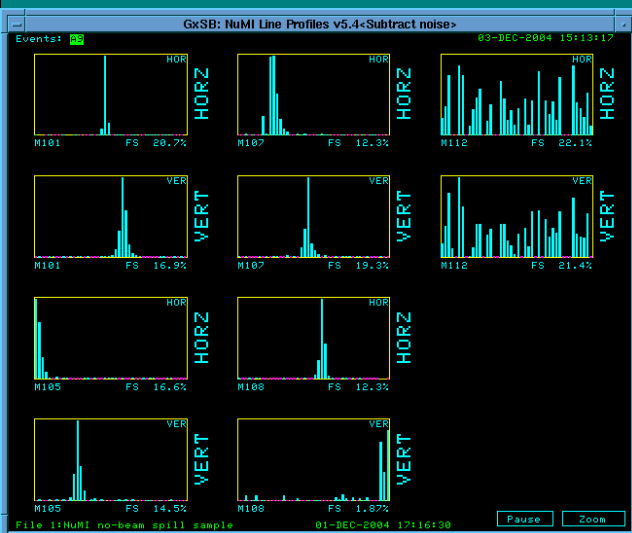 GxSB: NuMI Line Profiles v5.4<Subtract noise>
Events: A9 03-DEC-2004 15:13:17
HOR HORZ HOR HORZ HOR HORZ
M101 FS 20.7% M107 FS 12.3% M112 FS 22.1%
VER VERT VER VERT VER VERT
M101 FS 16.9% M107 FS 19.3% M112 FS 21.4%
HOR HORZ HOR HORZ
M105 FS 16.6% M108 FS 12.3%
VER VERT VER VERT
M105 FS 14.5% M108 FS 1.87%
Pause Zoom
File 1:NuMI no-beam spill sample 01-DEC-2004 17:16:30